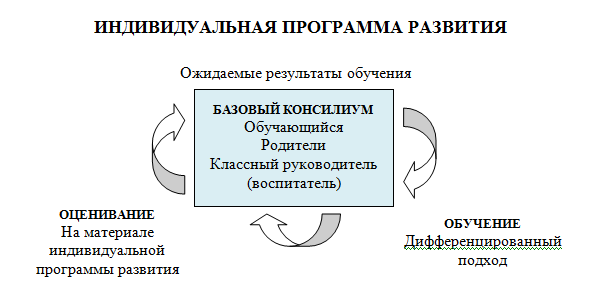 ИНДИВИДУАЛЬНАЯ ПРОГРАММА РАЗВИТИЯ
Ожидаемые результаты обучения
БАЗОВЫЙ КОНСИЛИУМ
Обучающийся
Родители
Классный руководитель
(воспитатель)
ОЦЕНИВАНИЕ
На материале
индивидуальной
программы развития
ОБУЧЕНИЕ
Дифференцированный
подход